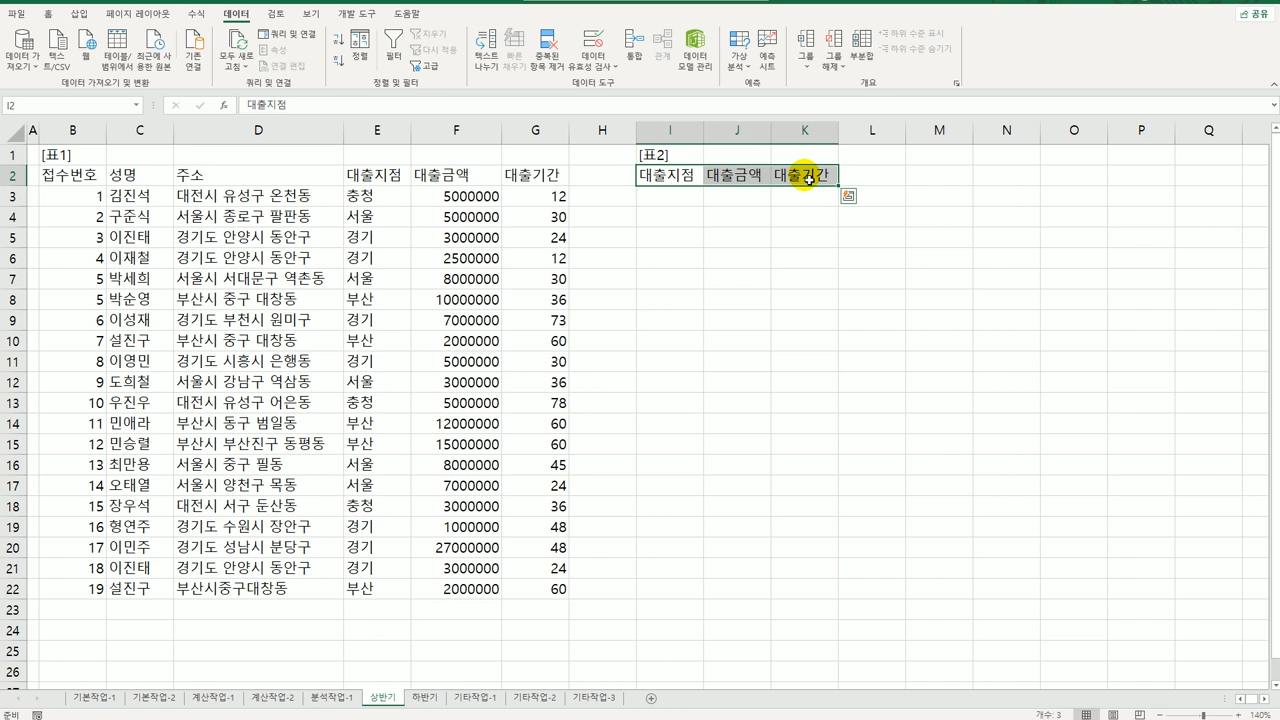 파일 홈 삽입 페이지 레이아웃 수식 데이터 검토 보기 개발 도구 도움말 공유
데이터 가져오기 텍스트/CSV 웹 테이블/범위에서 최근에 사용한 원본 기존 연결 모두 새로 고침 쿼리 및 연결 속성 연결 편집 정렬 필터 지우기 다시 적용 고급 텍스트 나누기 빠른 채우기 중복된 항목 제거 데이터 유효성 검사 통합 관계 데이터 모델 관리 가상 분석 예측 시트 그룹 그룹 해제 부분합 하위 수준 표시 하위 수준 숨기기
데이터 가져오기 및 변환 쿼리 및 연결 정렬 및 필터 데이터 도구 예측 개요
I2 fx 대출지점
A B C D E F G H I J K L M N O P Q
1 [표1] [표2]
2 접수번호 성명 주소 대출지점 대출금액 대출기간 대출지점 대출금액 대출기간
3 1 김진석 대전시 유성구 온천동 충청 5000000 12
4 2 구준식 서울시 종로구 팔판동 서울 5000000 30
5 3 이진태 경기도 안양시 동안구 경기 3000000 24
6 4 이재철 경기도 안양시 동안구 경기 2500000 12
7 5 박세희 서울시 서대문구 역촌동 서울 8000000 30
8 5 박순영 부산시 중구 대창동 부산 10000000 36
9 6 이성재 경기도 부천시 원미구 경기 7000000 73
10 7 설진구 부산시 중구 대창동 부산 2000000 60
11 8 이영민 경기도 시흥시 은행동 경기 5000000 30
12 9 도희철 서울시 강남구 역삼동 서울 3000000 36
13 10 우진우 대전시 유성구 어은동 충청 5000000 78
14 11 민애라 부산시 동구 범일동 부산 12000000 60
15 12 민승렬 부산시 부산진구 동평동 부산 15000000 60
16 13 최만용 서울시 중구 필동 서울 8000000 45
17 14 오태열 서울시 양천구 목동 서울 7000000 24
18 15 장우석 대전시 서구 둔산동 충청 3000000 36
19 16 형연주 경기도 수원시 장안구 경기 1000000 48
20 17 이민주 경기도 성남시 분당구 경기 27000000 48
21 18 이진태 경기도 안양시 동안구 경기 3000000 24
22 19 설진구 부산시중구대창동 부산 2000000 60
23
24
25
26
기본작업-1 기본작업-2 계산작업-1 계산작업-2 분석작업-1 상반기 하반기 기타작업-1 기타작업-2 기타작업-3
준비 개수: 3 140%